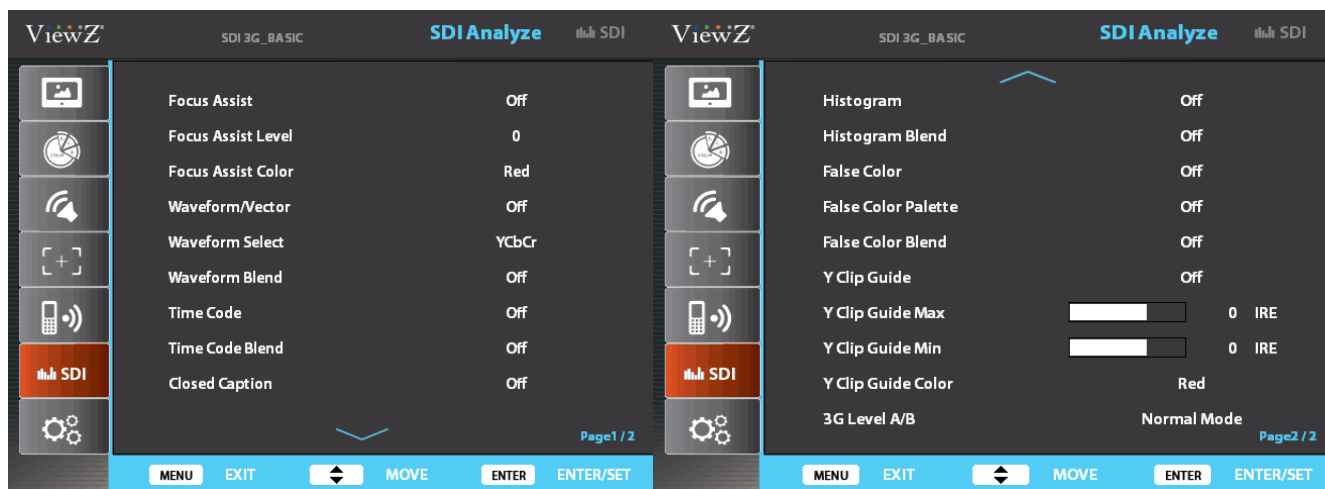 ViewZ SDI 3G_BASIC SDI Analyze SDI
Focus Assist Off
Focus Assist Level 0
COLOR
Focus Assist Color Red
Waveform/Vector Off
Waveform Select YCbCr
Waveform Blend Off
Time Code Off
Time Code Blend Off
SDI
Closed Caption Off
Page1 / 2
MENU EXIT MOVE ENTER ENTER/SET
ViewZ SDI 3G_BASIC SDI Analyze SDI
Histogram Off
Histogram Blend Off
COLOR
False Color Off
False Color Palette Off
False Color Blend Off
Y Clip Guide Off
Y Clip Guide Max 0 IRE
Y Clip Guide Min 0 IRE
SDI
Y Clip Guide Color Red
3G Level A/B Normal Mode
Page2 / 2
MENU EXIT MOVE ENTER ENTER/SET